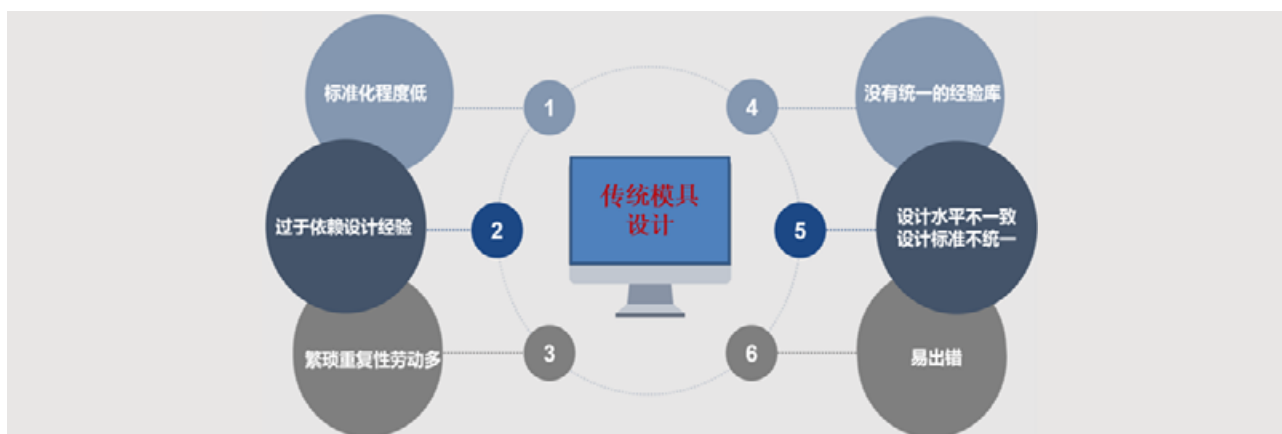 标准化程度低
1
过于依赖设计经验
2
繁琐重复性劳动多
3
传统模具
设计
4
没有统一的经验库
5
设计水平不一致
设计标准不统一
6
易出错